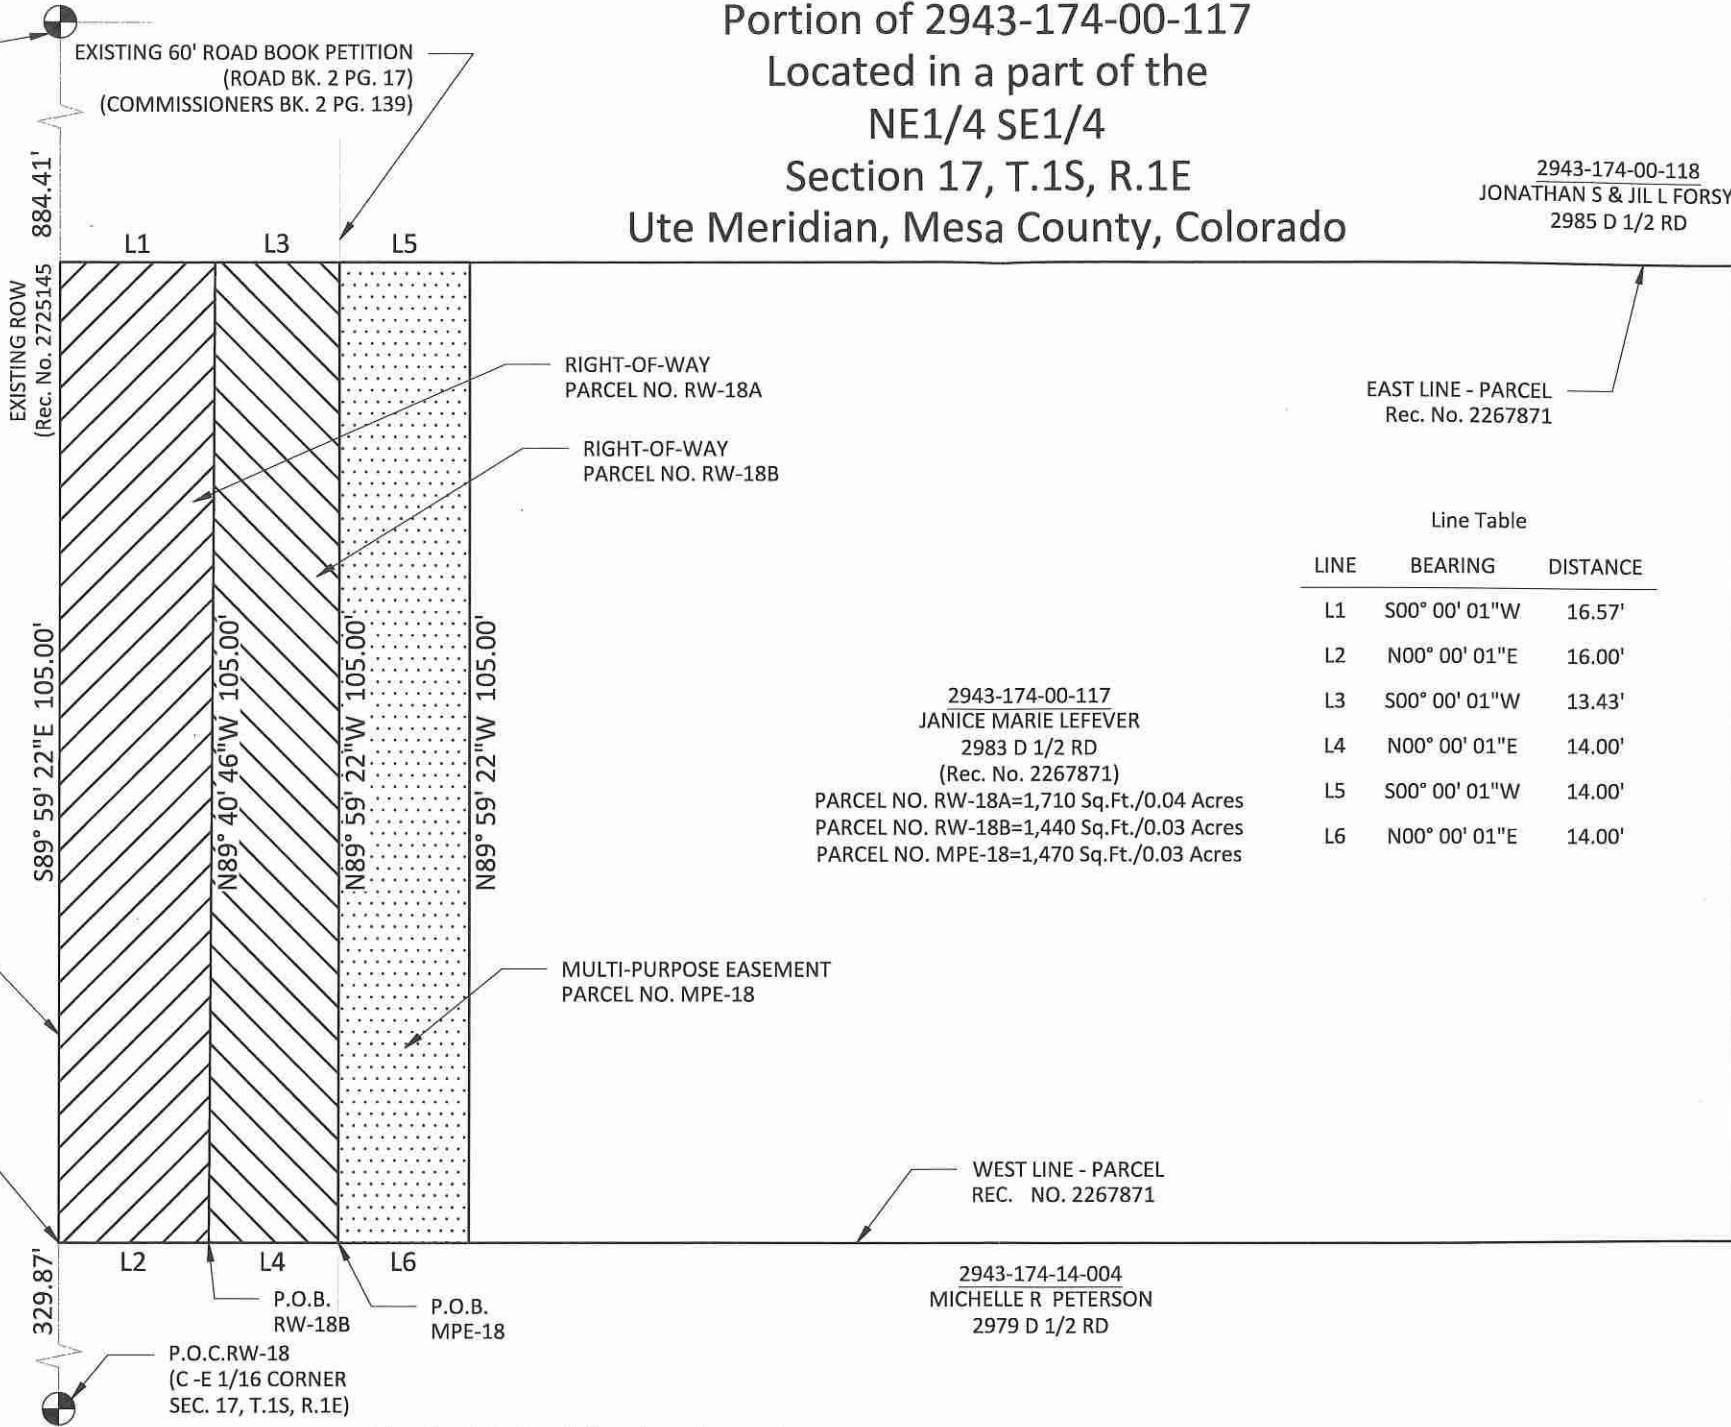 Portion of 2943-174-00-117
Located in a part of the
NE1/4 SE1/4
Section 17, T.1S, R.1E
Ute Meridian, Mesa County, Colorado
EXISTING 60' ROAD BOOK PETITION
(ROAD BK. 2 PG. 17)
(COMMISSIONERS BK. 2 PG. 139)
884.41'
2943-174-00-118
JONATHAN S & JILL FORSY
2985 D 1/2 RD
L1
L3
L5
EXISTING ROW
(Rec. No. 2725145
RIGHT-OF-WAY
PARCEL NO. RW-18A
RIGHT-OF-WAY
PARCEL NO. RW-18B
EAST LINE - PARCEL
Rec. No. 2267871
Line Table
LINE BEARING DISTANCE
L1 S00° 00' 01"W 16.57'
L2 N00° 00' 01"E 16.00'
L3 S00° 00' 01"W 13.43'
L4 N00° 00' 01"E 14.00'
L5 S00° 00' 01"W 14.00'
L6 N00° 00' 01"E 14.00'
S89° 59' 22"E 105.00'
N89° 40' 46"W 105.00'
N89° 59' 22"W 105.00'
N89° 59' 22"W 105.00'
2943-174-00-117
JANICE MARIE LEFEVER
2983 D 1/2 RD
(Rec. No. 2267871)
PARCEL NO. RW-18A=1,710 Sq.Ft./0.04 Acres
PARCEL NO. RW-18B=1,440 Sq.Ft./0.03 Acres
PARCEL NO. MPE-18=1,470 Sq.Ft./0.03 Acres
MULTI-PURPOSE EASEMENT
PARCEL NO. MPE-18
WEST LINE - PARCEL
REC. NO. 2267871
L2
L4
L6
329.87'
P.O.B.
RW-18B
P.O.B.
MPE-18
2943-174-14-004
MICHELLE R PETERSON
2979 D 1/2 RD
P.O.C.RW-18
(C -E 1/16 CORNER
SEC. 17, T.1S, R.1E)